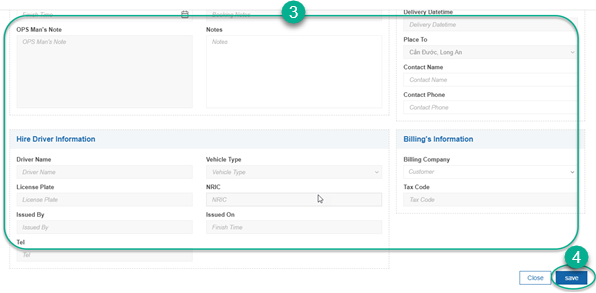 3
Finish Time
Booking Notes
Delivery Datetime
Delivery Datetime
OPS Man's Note
Notes
OPS Man's Note
Notes
Place To
Cần Đước, Long An
Contact Name
Contact Name
Contact Phone
Contact Phone
Hire Driver Information
Billing's Information
Driver Name
Vehicle Type
Billing Company
Driver Name
Vehicle Type
Customer
License Plate
NRIC
Tax Code
License Plate
NRIC
Tax Code
Issued By
Issued On
Issued By
Finish Time
Tel
Tel
4
Close
save